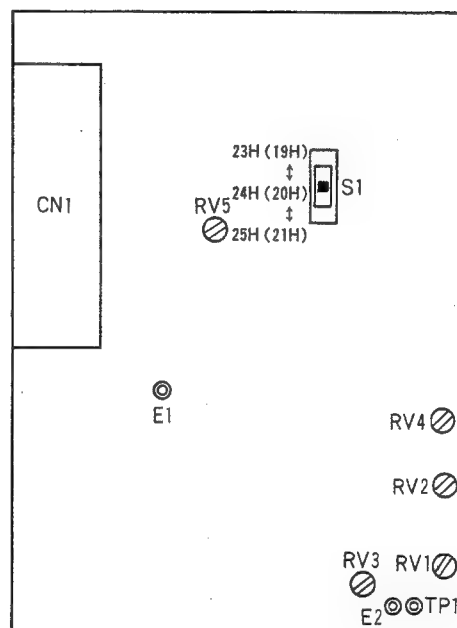 23H (19H)
24H (20H)
25H (21H)
S1
CN1
RV5
E1
RV4
RV2
RV3
RV1
E2
TP1